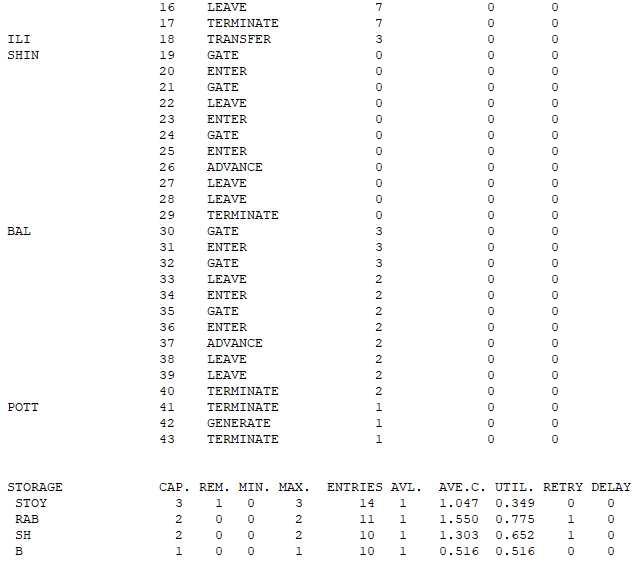 16 LEAVE 7 0 0
17 TERMINATE 7 0 0
ILI 18 TRANSFER 3 0 0
SHIN 19 GATE 0 0 0
20 ENTER 0 0 0
21 GATE 0 0 0
22 LEAVE 0 0 0
23 ENTER 0 0 0
24 GATE 0 0 0
25 ENTER 0 0 0
26 ADVANCE 0 0 0
27 LEAVE 0 0 0
28 LEAVE 0 0 0
29 TERMINATE 0 0 0
BAL 30 GATE 3 0 0
31 ENTER 3 0 0
32 GATE 3 0 0
33 LEAVE 2 0 0
34 ENTER 2 0 0
35 GATE 2 0 0
36 ENTER 2 0 0
37 ADVANCE 2 0 0
38 LEAVE 2 0 0
39 LEAVE 2 0 0
40 TERMINATE 2 0 0
POTT 41 TERMINATE 1 0 0
42 GENERATE 1 0 0
43 TERMINATE 1 0 0
STORAGE CAP. REM. MIN. MAX. ENTRIES AVL. AVE.C. UTIL. RETRY DELAY
STOY 3 1 0 3 14 1 1.047 0.349 0 0
RAB 2 0 0 2 11 1 1.550 0.775 1 0
SH 2 0 0 2 10 1 1.303 0.652 1 0
B 1 0 0 1 10 1 0.516 0.516 0 0